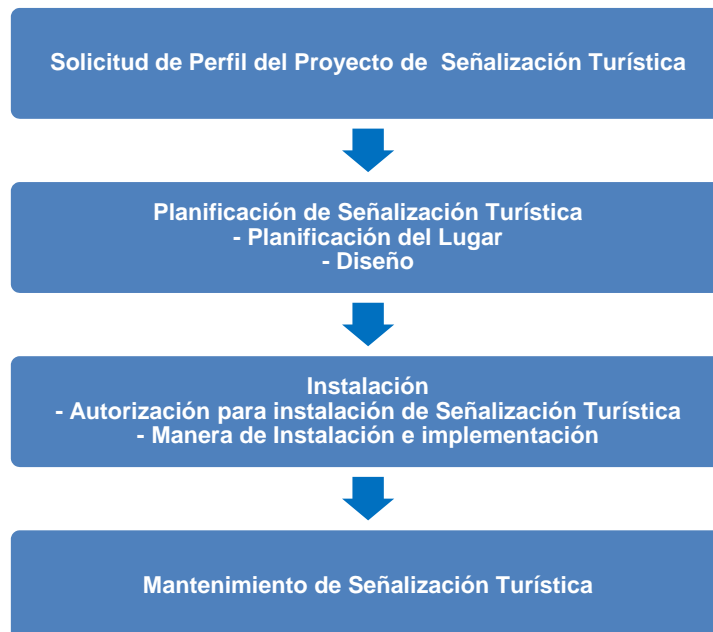 Solicitud de Perfil del Proyecto de Señalización Turística
Planificación de Señalización Turística
- Planificación del Lugar
- Diseño
Instalación
- Autorización para instalación de Señalización Turística
- Manera de Instalación e implementación
Mantenimiento de Señalización Turística